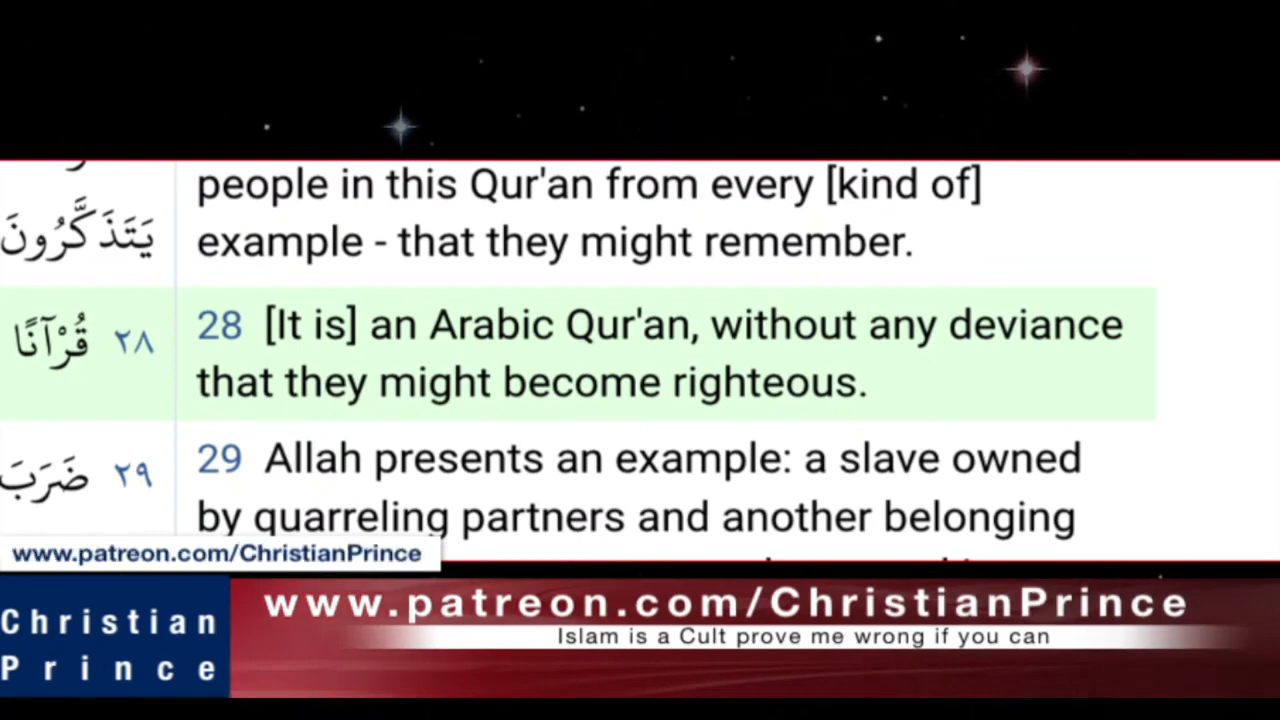 people in this Qur'an from every [kind of]
يَتَذَكَّرُونَ
example - that they might remember.
قُرْآنًا ٢٨
28 [It is] an Arabic Qur'an, without any deviance
that they might become righteous.
ضَرَبَ ٢٩
29 Allah presents an example: a slave owned
by quarreling partners and another belonging
www.patreon.com/ChristianPrince
Christian
Prince
www.patreon.com/ChristianPrince
Islam is a Cult prove me wrong if you can